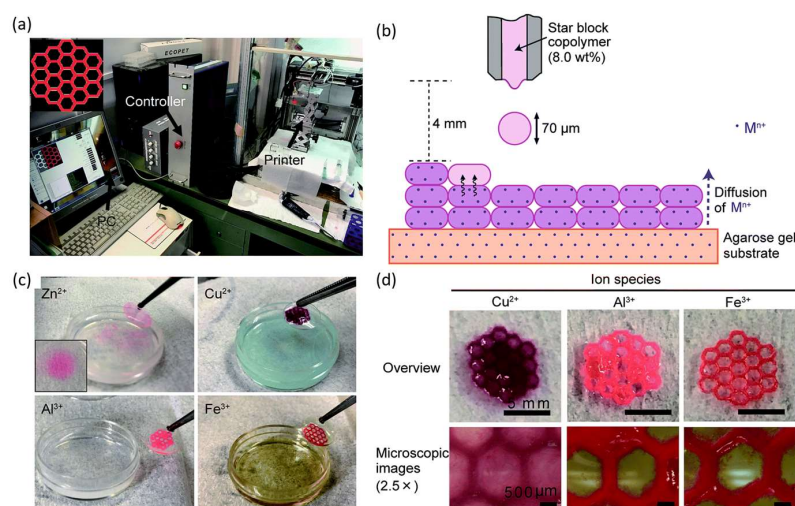 (a)
ECOPET
Controller
Printer
PC
(b)
Star block
copolymer
(8.0 wt%)
4 mm
70 μm
Mⁿ⁺
Diffusion
of Mⁿ⁺
Agarose gel
substrate
(c)
Zn²⁺
Cu²⁺
Al³⁺
Fe³⁺
(d)
Ion species
Cu²⁺
Al³⁺
Fe³⁺
Overview
3 mm
Microscopic
images
(2.5×)
500 μm